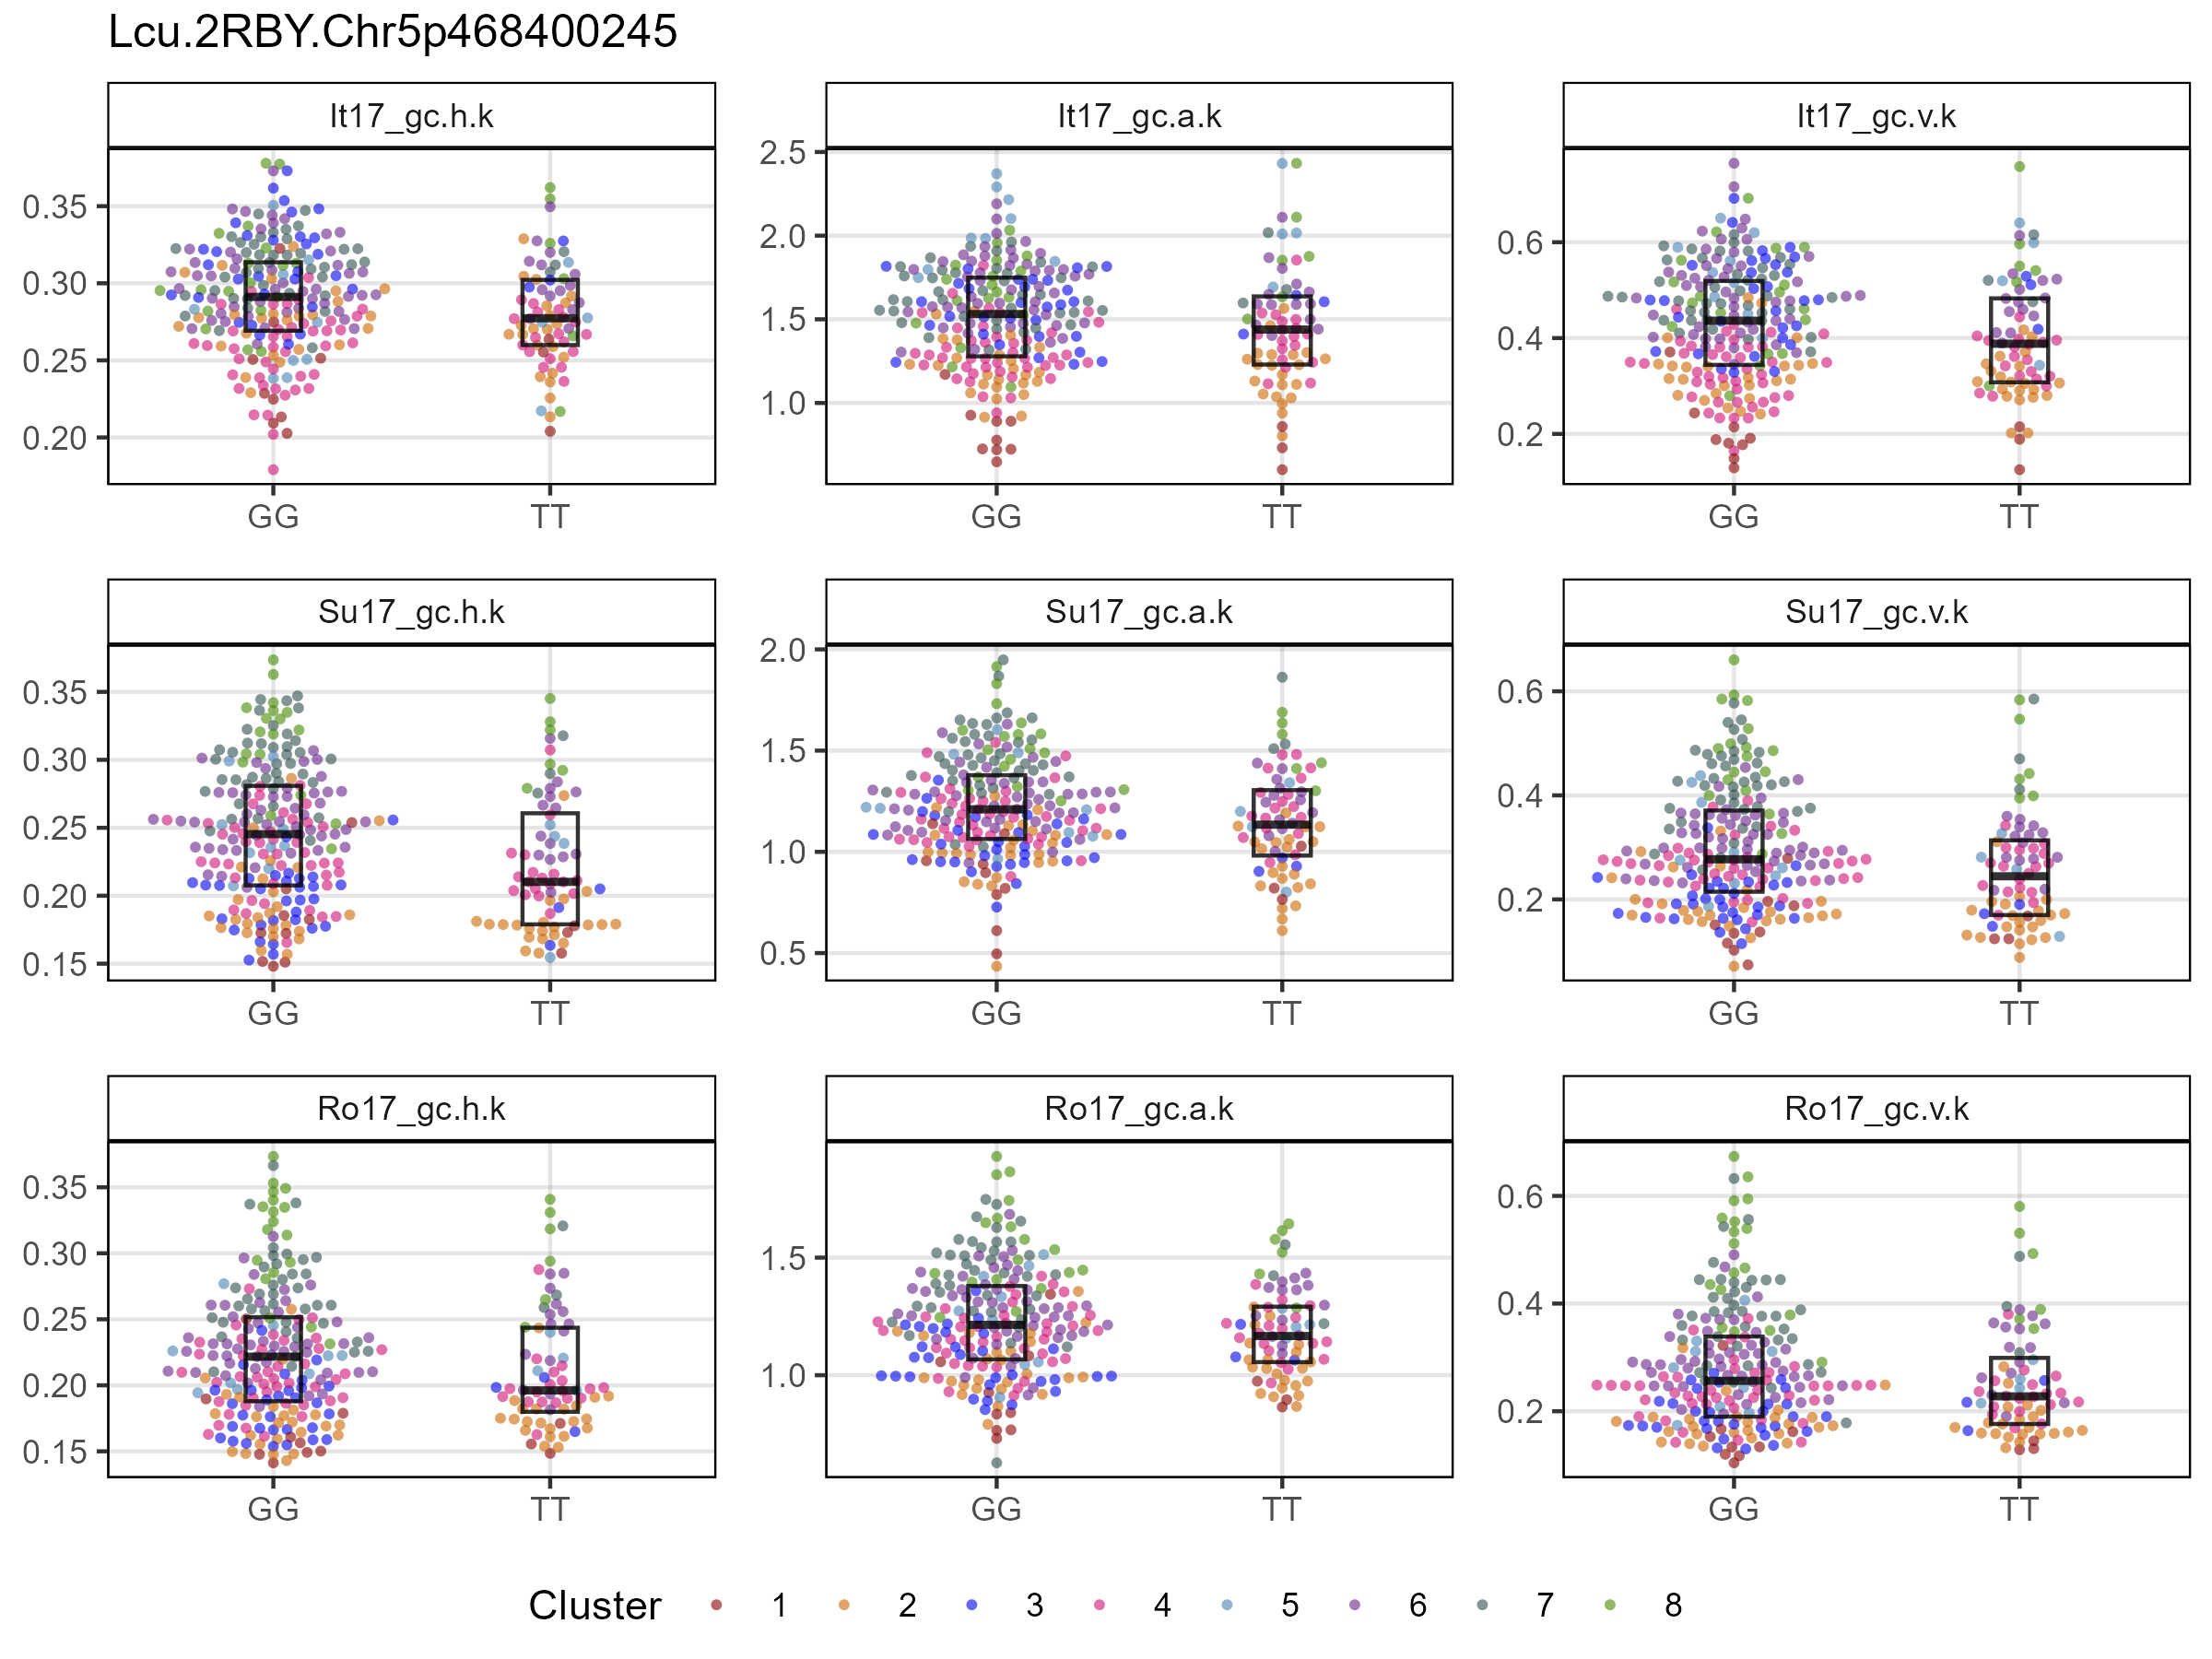 Lcu.2RBY.Chr5p468400245
It17_gc.h.k It17_gc.a.k It17_gc.v.k
0.35
0.30
0.25
0.20
GG TT
2.5
2.0
1.5
1.0
GG TT
0.6
0.4
0.2
GG TT
Su17_gc.h.k Su17_gc.a.k Su17_gc.v.k
0.35
0.30
0.25
0.20
0.15
GG TT
2.0
1.5
1.0
0.5
GG TT
0.6
0.4
0.2
GG TT
Ro17_gc.h.k Ro17_gc.a.k Ro17_gc.v.k
0.35
0.30
0.25
0.20
0.15
GG TT
1.5
1.0
GG TT
0.6
0.4
0.2
GG TT
Cluster 1 2 3 4 5 6 7 8